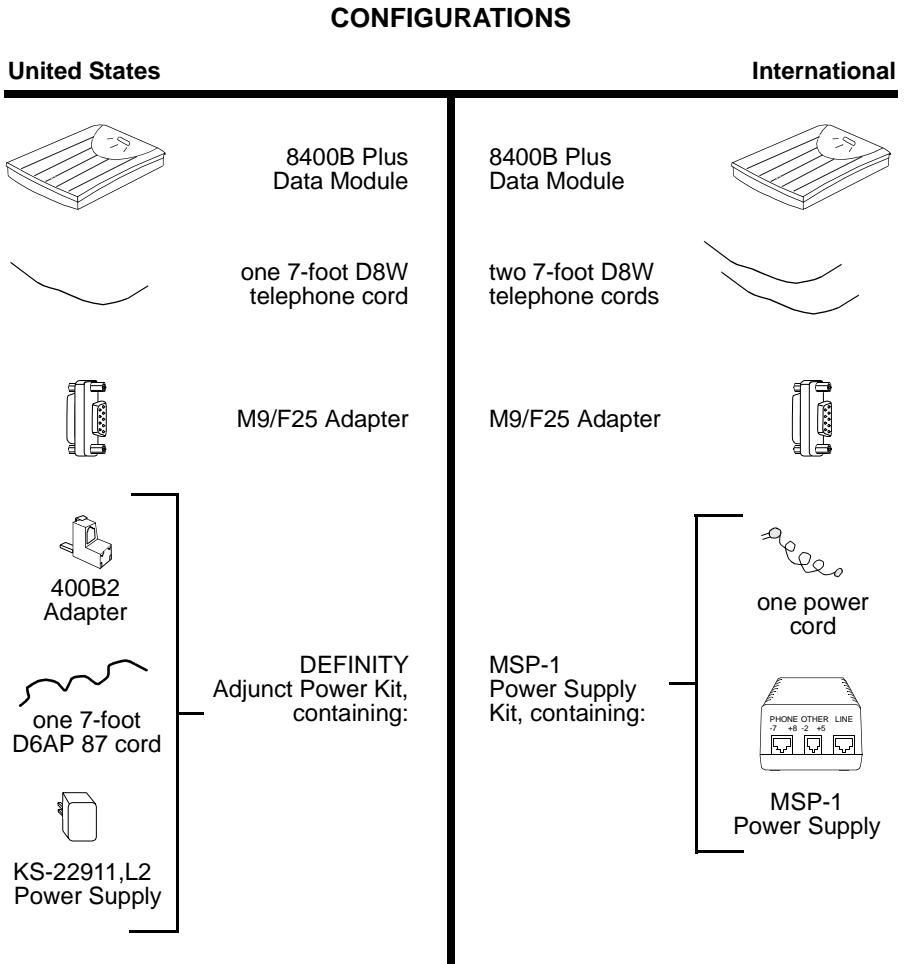 CONFIGURATIONS
United States
International
8400B Plus
Data Module
8400B Plus
Data Module
one 7-foot D8W
telephone cord
two 7-foot D8W
telephone cords
M9/F25 Adapter
M9/F25 Adapter
400B2
Adapter
one 7-foot
D6AP 87 cord
KS-22911,L2
Power Supply
DEFINITY
Adjunct Power Kit,
containing:
MSP-1
Power Supply
Kit, containing:
one power
cord
PHONE OTHER LINE
-7 +8 -2 +5
MSP-1
Power Supply